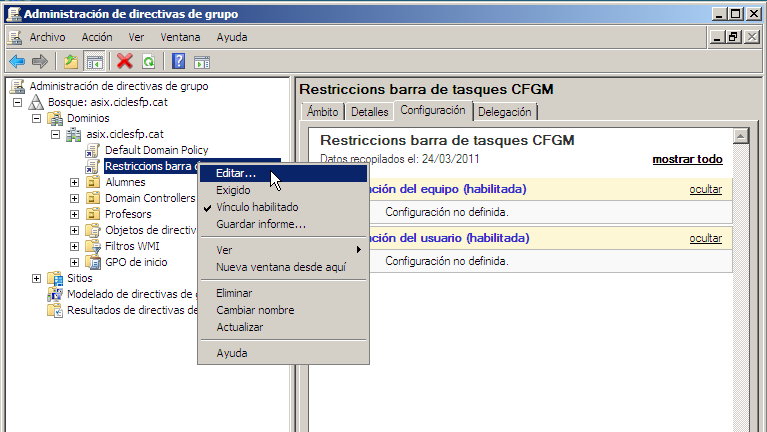 Administración de directivas de grupo
Archivo Acción Ver Ventana Ayuda
Administración de directivas de grupo
Bosque: asix.ciclesfp.cat
Dominios
asix.ciclesfp.cat
Default Domain Policy
Restriccions barra
Alumnes
Domain Controllers
Profesors
Objetos de directiv
Filtros WMI
GPO de inicio
Sitios
Modelado de directivas de
Resultados de directivas de
Editar...
Exigido
Vínculo habilitado
Guardar informe...
Ver
Nueva ventana desde aquí
Eliminar
Cambiar nombre
Actualizar
Ayuda
Restriccions barra de tasques CFGM
Ámbito Detalles Configuración Delegación
Restriccions barra de tasques CFGM
Datos recopilados el: 24/03/2011 mostrar todo
ción del equipo (habilitada) ocultar
Configuración no definida.
ción del usuario (habilitada) ocultar
Configuración no definida.